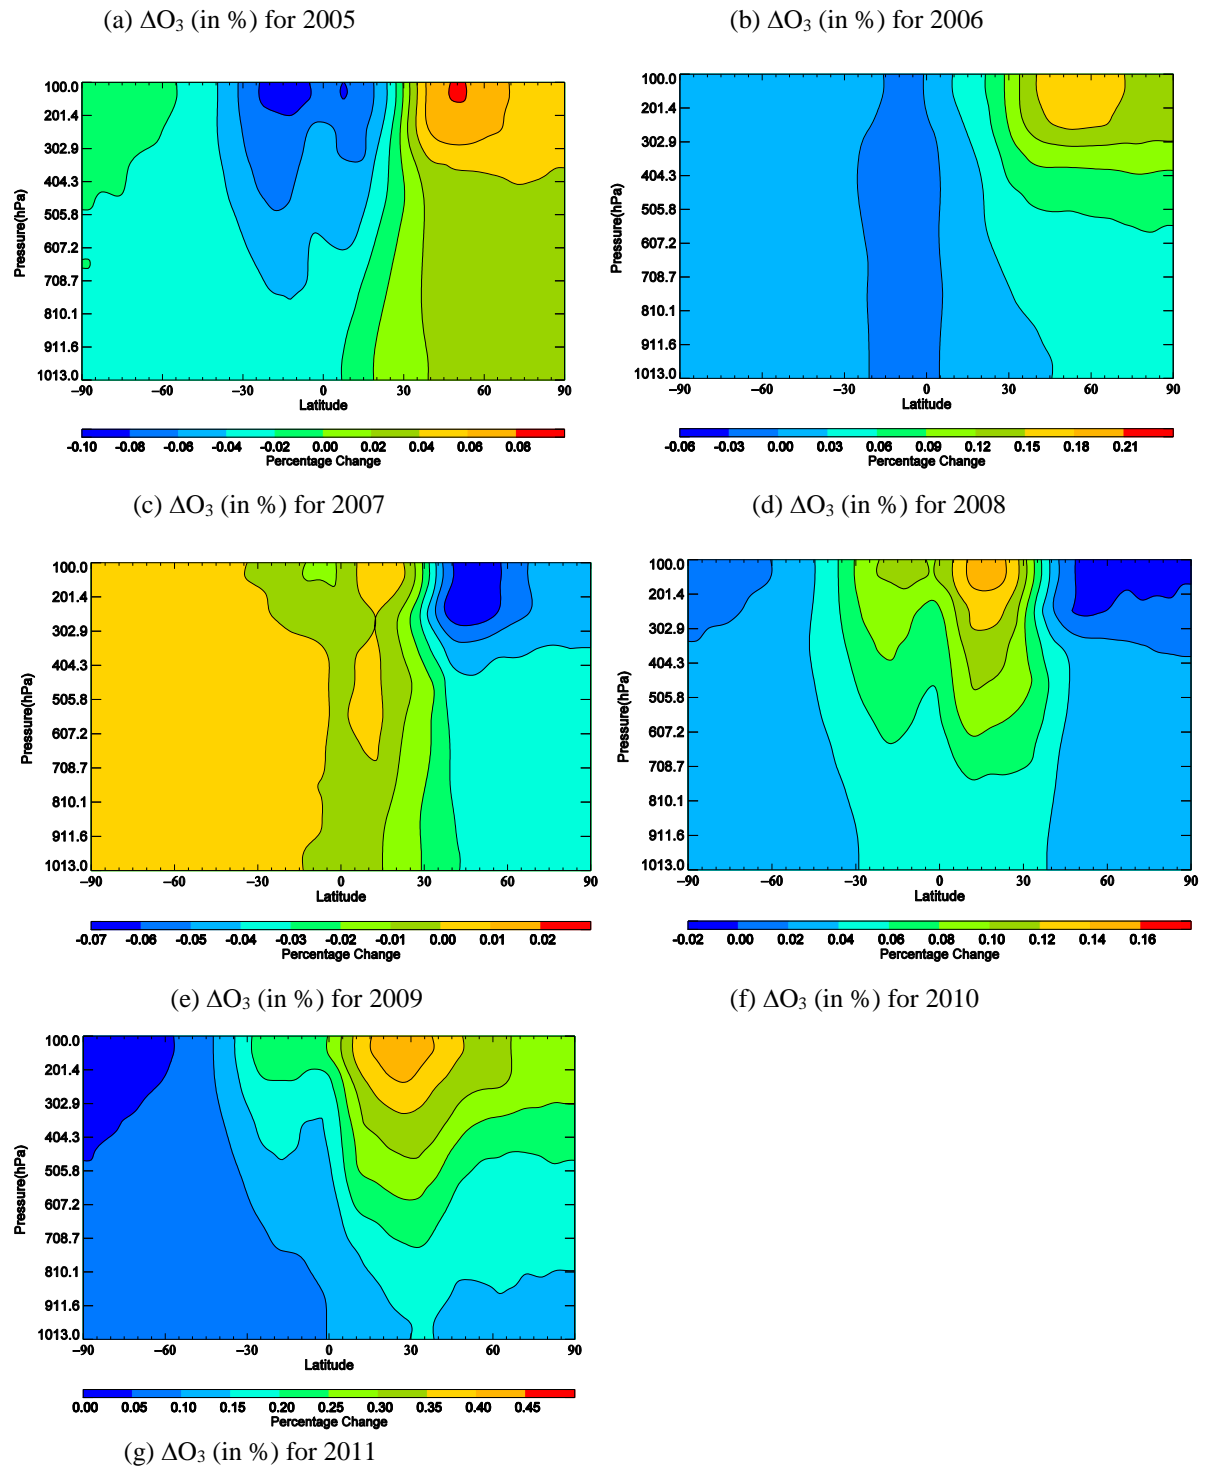 (a) ΔO₃ (in %) for 2005
(b) ΔO₃ (in %) for 2006
100.0
201.4
302.9
404.3
505.8
607.2
708.7
810.1
911.6
1013.0
Pressure(hPa)
−90 −60 −30 0 30 60 90
Latitude
-0.10 -0.08 -0.06 -0.04 -0.02 0.00 0.02 0.04 0.06 0.08
Percentage Change
100.0
201.4
302.9
404.3
505.8
607.2
708.7
810.1
911.6
1013.0
Pressure(hPa)
−90 −60 −30 0 30 60 90
Latitude
-0.06 -0.03 0.00 0.03 0.06 0.09 0.12 0.15 0.18 0.21
Percentage Change
(c) ΔO₃ (in %) for 2007
(d) ΔO₃ (in %) for 2008
100.0
201.4
302.9
404.3
505.8
607.2
708.7
810.1
911.6
1013.0
Pressure(hPa)
−90 −60 −30 0 30 60 90
Latitude
-0.07 -0.06 -0.05 -0.04 -0.03 -0.02 -0.01 0.00 0.01 0.02
Percentage Change
100.0
201.4
302.9
404.3
505.8
607.2
708.7
810.1
911.6
1013.0
Pressure(hPa)
−90 −60 −30 0 30 60 90
Latitude
-0.02 0.00 0.02 0.04 0.06 0.08 0.10 0.12 0.14 0.16
Percentage Change
(e) ΔO₃ (in %) for 2009
(f) ΔO₃ (in %) for 2010
100.0
201.4
302.9
404.3
505.8
607.2
708.7
810.1
911.6
1013.0
Pressure(hPa)
−90 −60 −30 0 30 60 90
Latitude
0.00 0.05 0.10 0.15 0.20 0.25 0.30 0.35 0.40 0.45
Percentage Change
(g) ΔO₃ (in %) for 2011